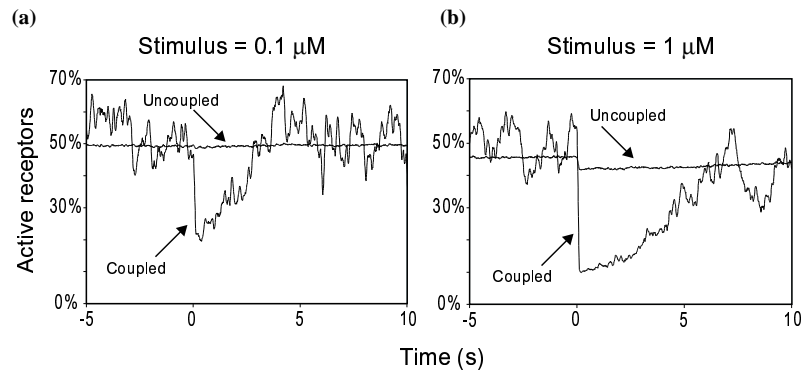 (a)
Stimulus = 0.1 μM
70%
50%
30%
0%
Uncoupled
Coupled
-5
0
5
10
Active receptors
(b)
Stimulus = 1 μM
70%
50%
30%
0%
Uncoupled
Coupled
-5
0
5
10
Time (s)